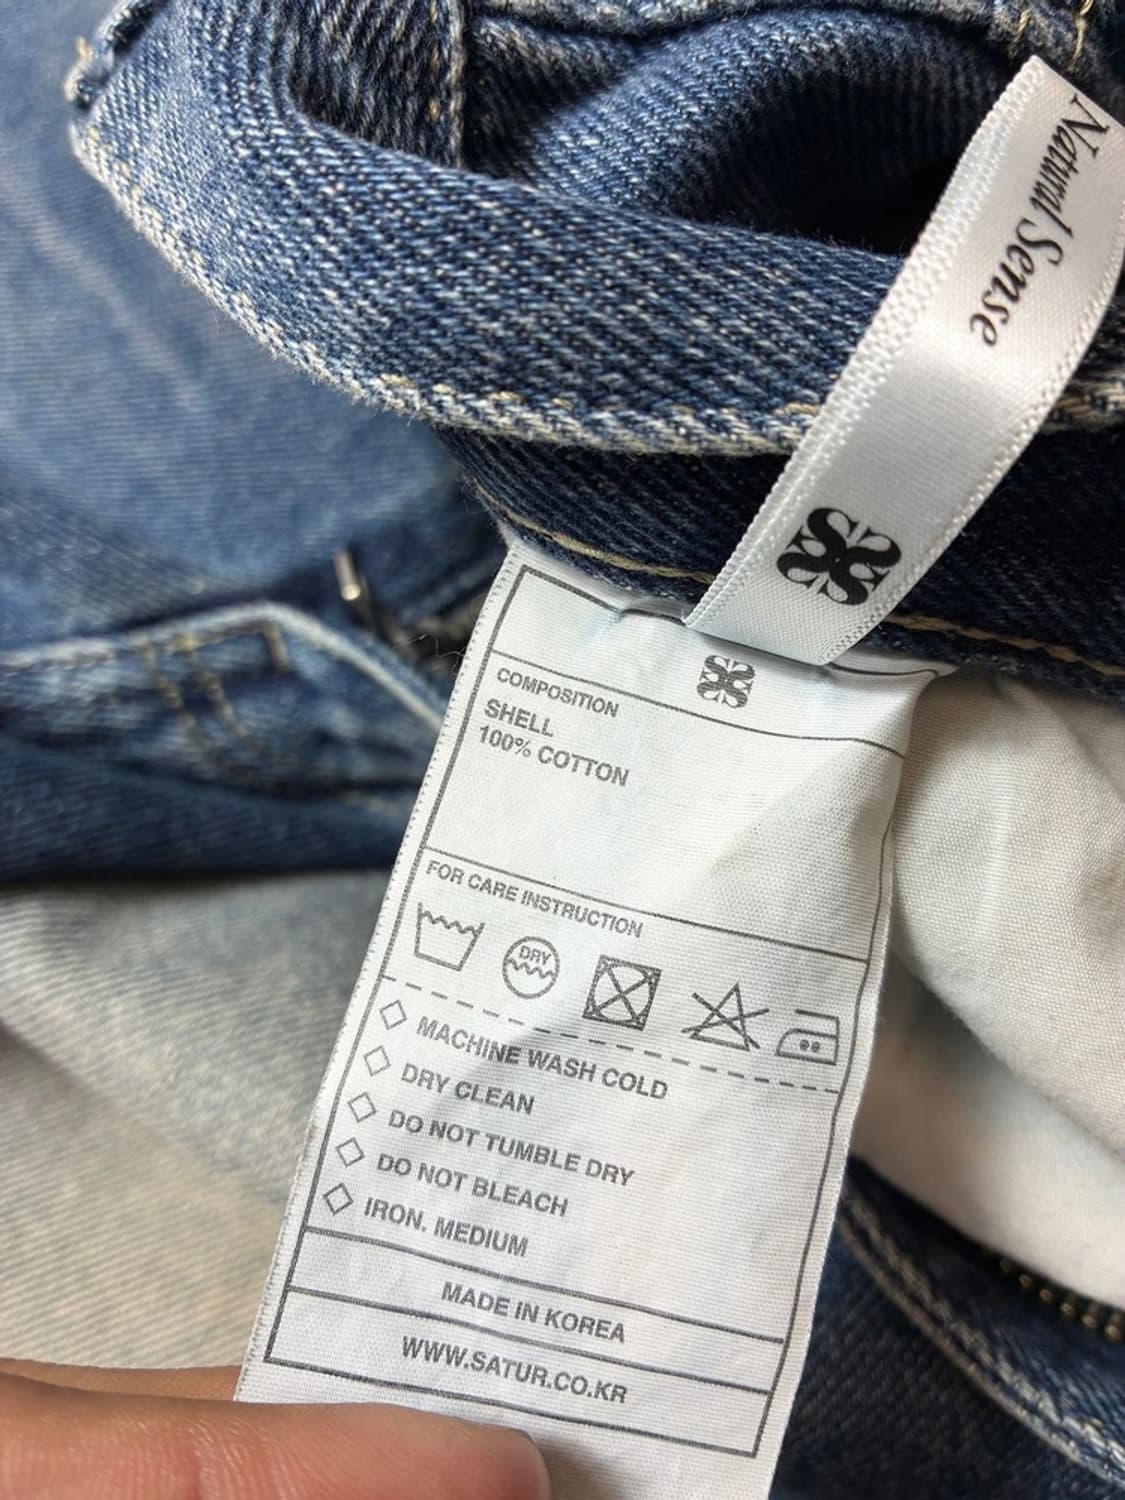 Natural Sense
COMPOSITION
SHELL
100% COTTON
FOR CARE INSTRUCTION
DRY
MACHINE WASH COLD
DRY CLEAN
DO NOT TUMBLE DRY
DO NOT BLEACH
IRON. MEDIUM
MADE IN KOREA
WWW.SATUR.CO.KR